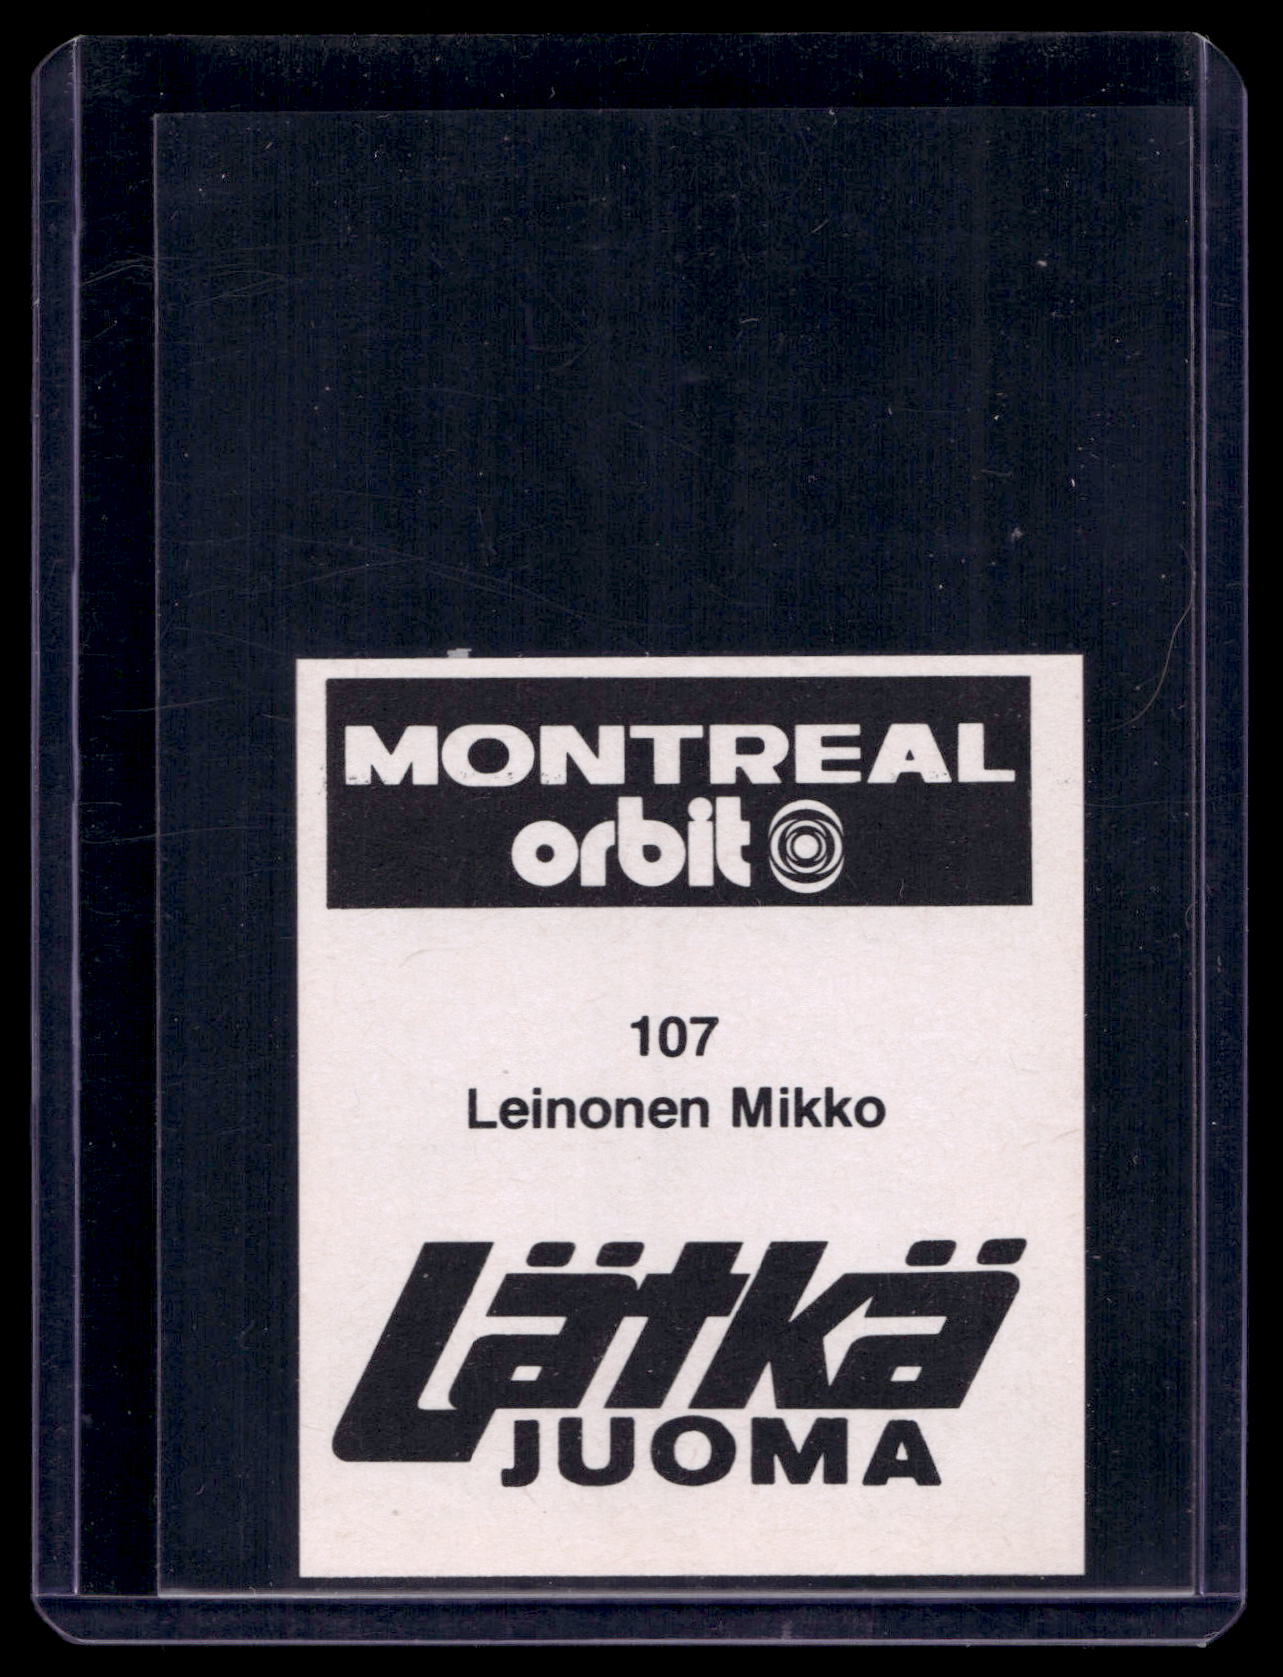 MONTREAL
orbit
107
Leinonen Mikko
Lätkä
JUOMA